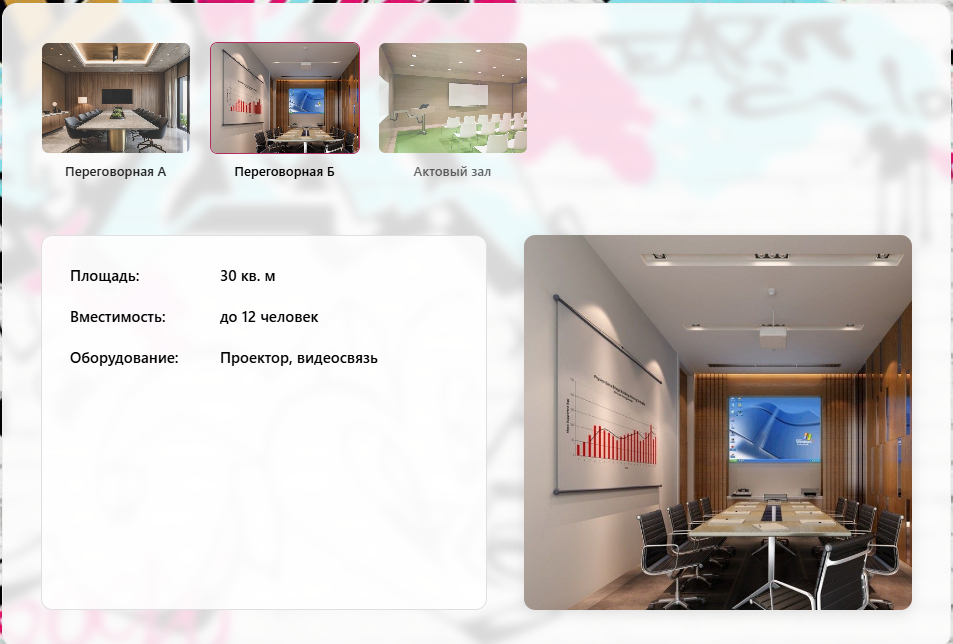 Переговорная А
Переговорная Б
Актовый зал
Площадь: 30 кв. м
Вместимость: до 12 человек
Оборудование: Проектор, видеосвязь